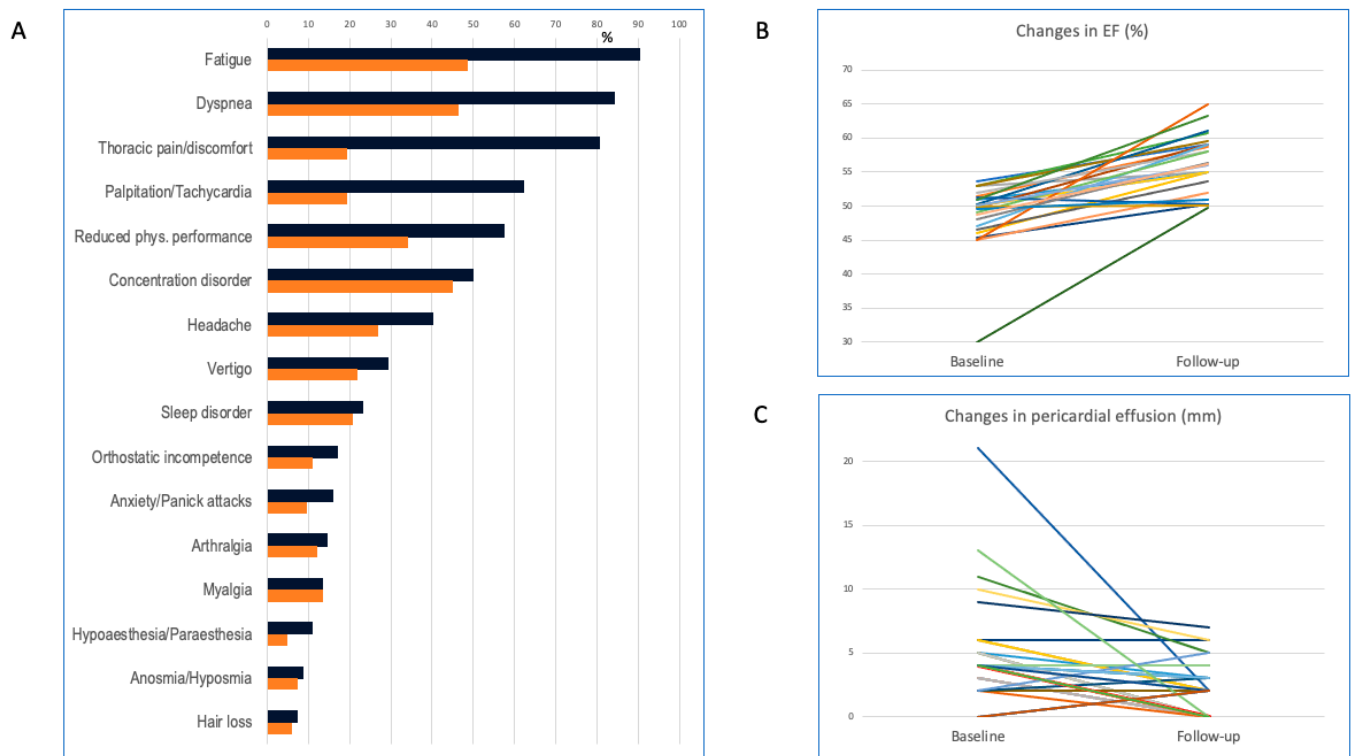 A
0 10 20 30 40 50 60 70 80 90 100
%
Fatigue
Dyspnea
Thoracic pain/discomfort
Palpitation/Tachycardia
Reduced phys. performance
Concentration disorder
Headache
Vertigo
Sleep disorder
Orthostatic incompetence
Anxiety/Panick attacks
Arthralgia
Myalgia
Hypoaesthesia/Paraesthesia
Anosmia/Hyposmia
Hair loss
B
Changes in EF (%)
70
65
60
55
50
45
40
35
30
Baseline Follow-up
C
Changes in pericardial effusion (mm)
20
15
10
5
0
Baseline Follow-up